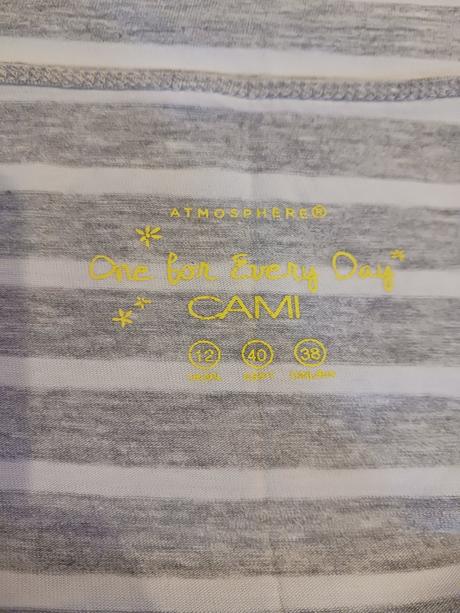 ATMOSPHERE®
One for Every Day
CAMI
12 40 38